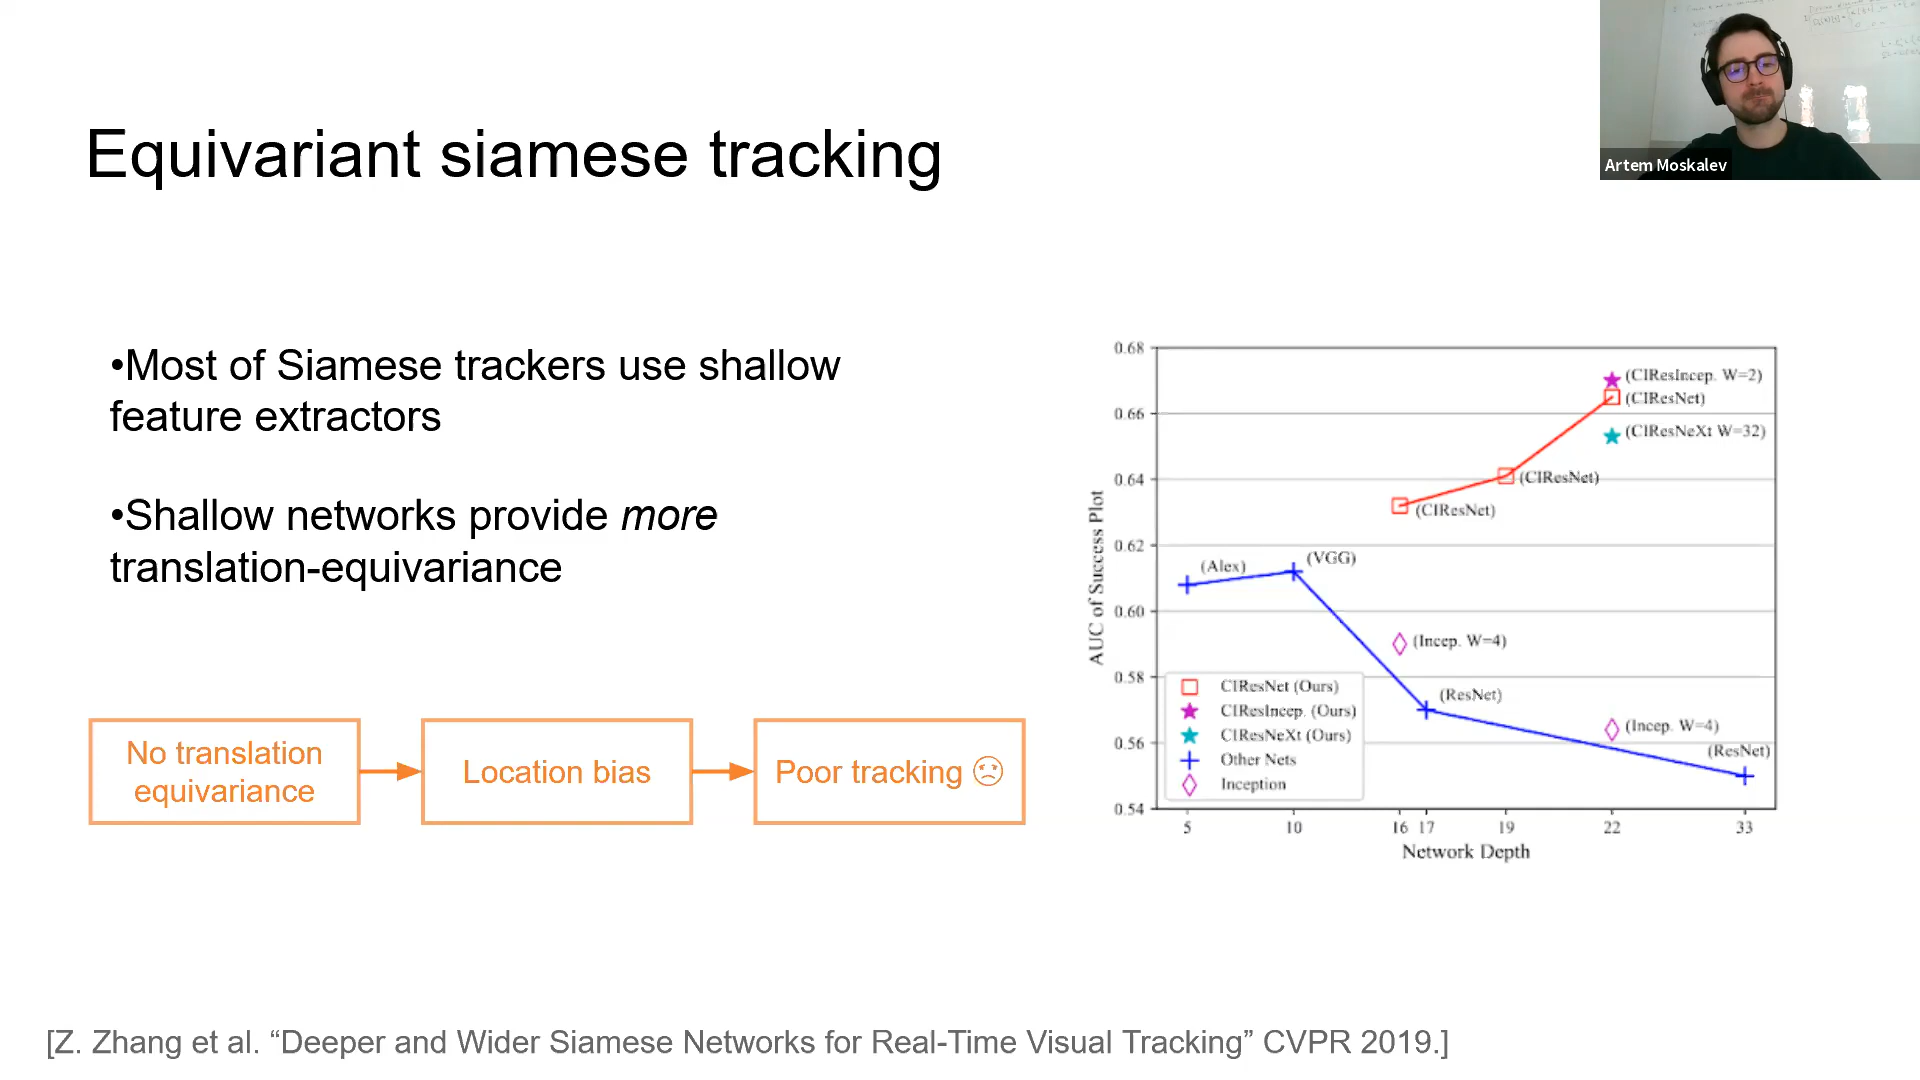 Artem Moskalev
Equivariant siamese tracking
•Most of Siamese trackers use shallow
feature extractors
•Shallow networks provide more
translation-equivariance
No translation
equivariance
Location bias
Poor tracking
0.68
0.66
0.64
0.62
0.60
0.58
0.56
0.54
AUC of Success Plot
(CIResIncep. W=2)
(CIResNet)
(CIResNeXt W=32)
(CIResNet)
(CIResNet)
(Alex)
(VGG)
(Incep. W=4)
(ResNet)
(Incep. W=4)
(ResNet)
CIResNet (Ours)
CIResIncep. (Ours)
CIResNeXt (Ours)
Other Nets
Inception
5 10 16 17 19 22 33
Network Depth
[Z. Zhang et al. “Deeper and Wider Siamese Networks for Real-Time Visual Tracking” CVPR 2019.]